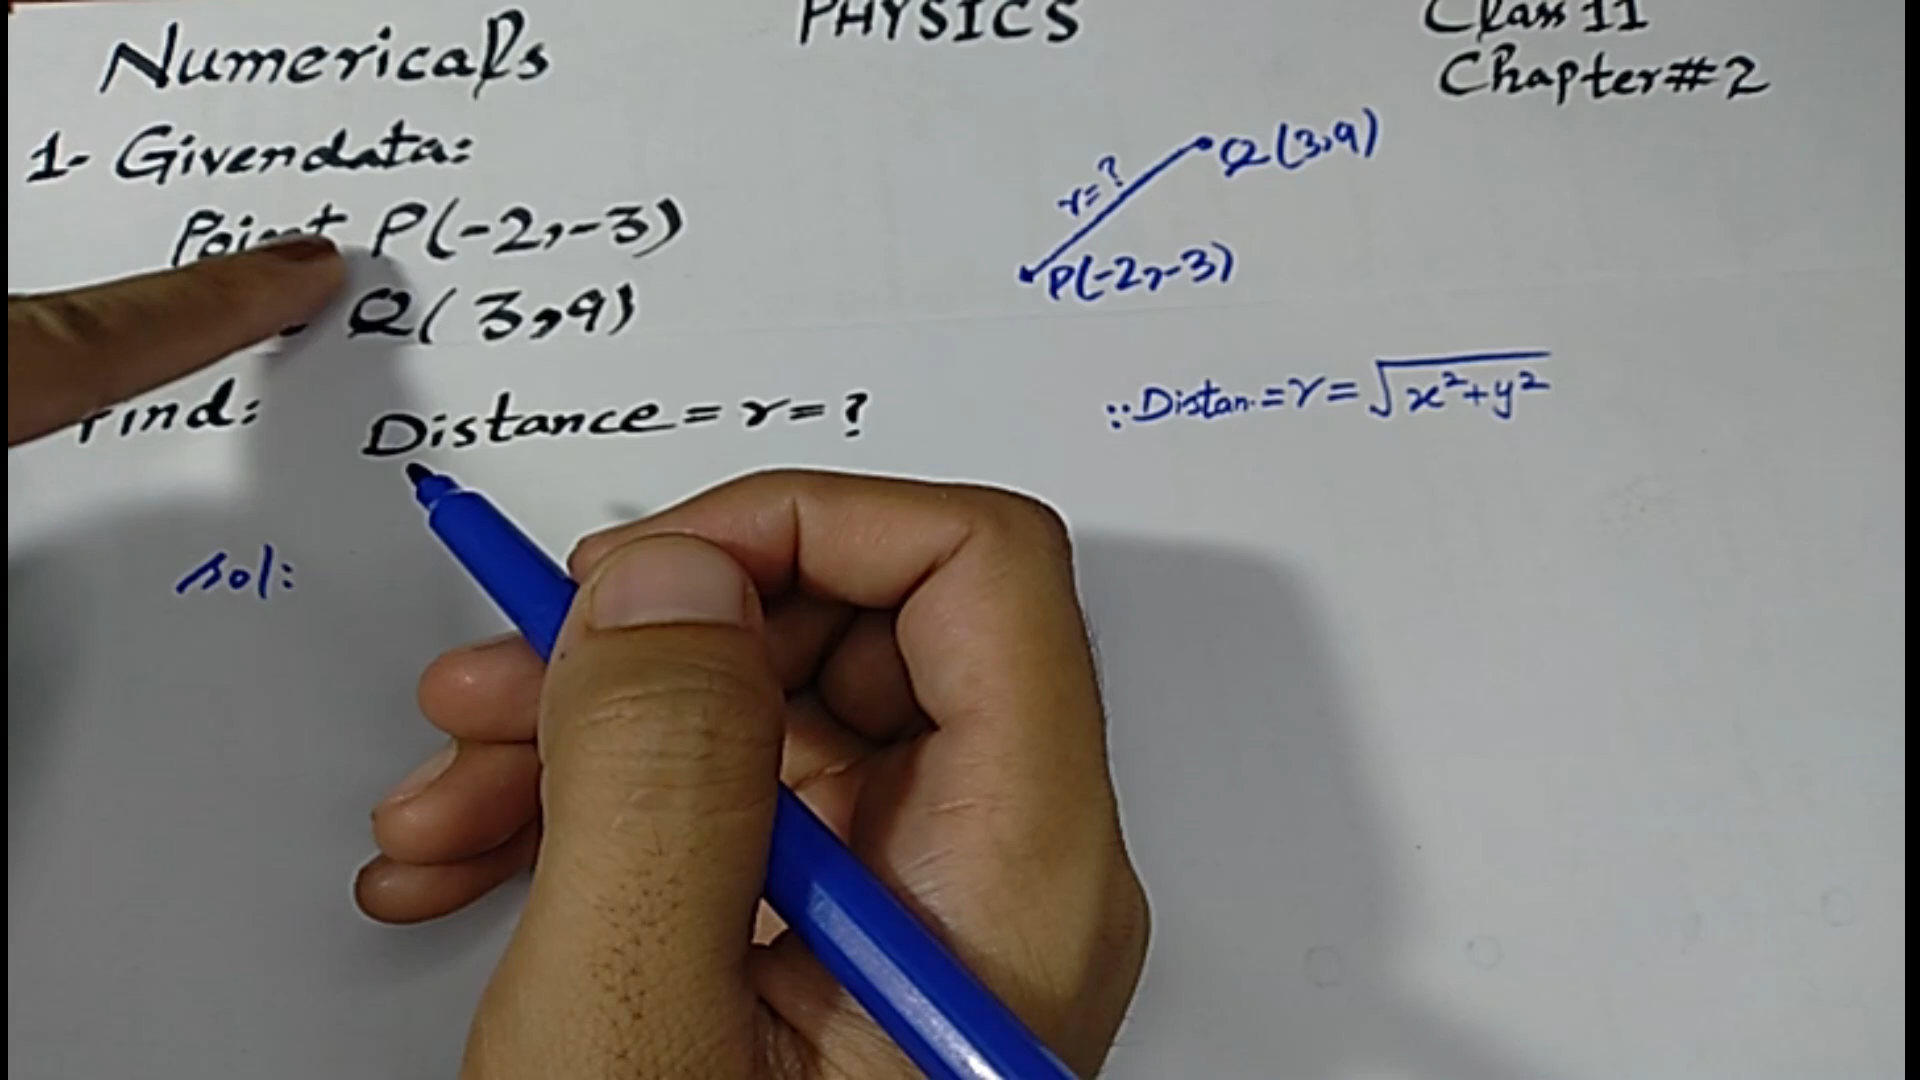 PHYSICS
Class 11
Numericals
Chapter#2
1- Givendata:
Point P(-2,-3)
Q(3,9)
Find: Distance = r = ?
sol:
Q(3,9)
r=?
P(-2,-3)
∵Distan.=r=√x²+y²